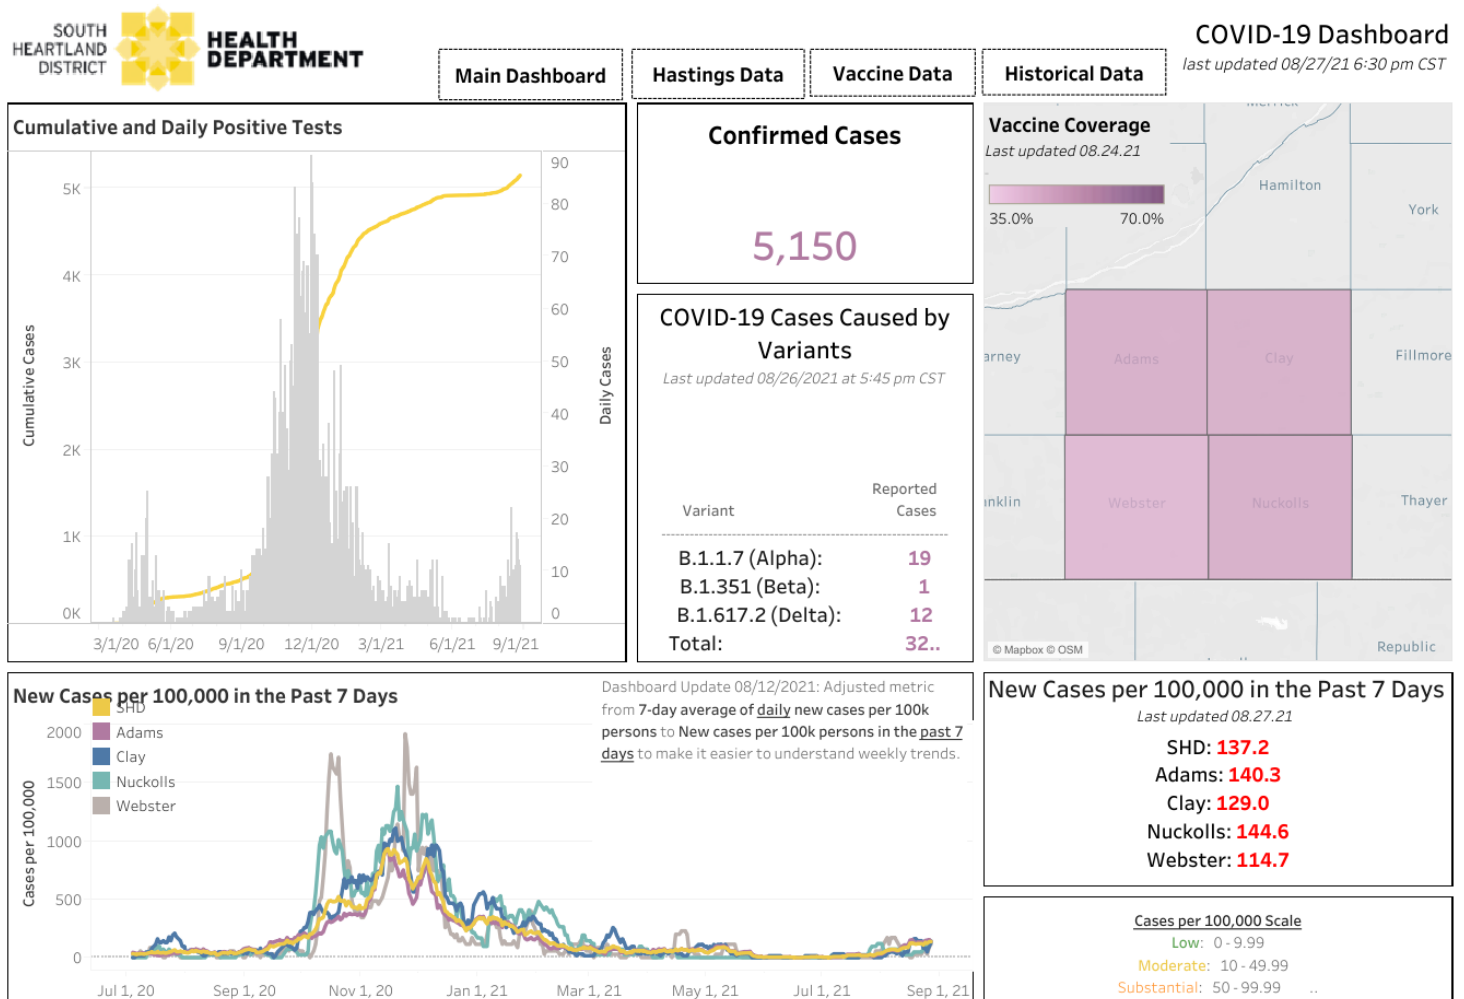 SOUTH
HEARTLAND
DISTRICT
HEALTH
DEPARTMENT
Main Dashboard
Hastings Data
Vaccine Data
Historical Data
COVID-19 Dashboard
last updated 08/27/21 6:30 pm CST
Cumulative and Daily Positive Tests
Cumulative Cases
5K
4K
3K
2K
1K
0K
90
80
70
60
50
40
30
20
10
0
Daily Cases
3/1/20 6/1/20 9/1/20 12/1/20 3/1/21 6/1/21 9/1/21
Confirmed Cases
5,150
COVID-19 Cases Caused by
Variants
Last updated 08/26/2021 at 5:45 pm CST
Reported
Variant Cases
B.1.1.7 (Alpha): 19
B.1.351 (Beta): 1
B.1.617.2 (Delta): 12
Total: 32..
Vaccine Coverage
Last updated 08.24.21
35.0% 70.0%
Hamilton
York
arney
Adams
Clay
Fillmore
nklin
Webster
Nuckolls
Thayer
Republic
© Mapbox © OSM
New Cases per 100,000 in the Past 7 Days
SHD
Adams
Clay
Nuckolls
Webster
Dashboard Update 08/12/2021: Adjusted metric
from 7-day average of daily new cases per 100k
persons to New cases per 100k persons in the past 7
days to make it easier to understand weekly trends.
Cases per 100,000
2000
1500
1000
500
0
Jul 1, 20 Sep 1, 20 Nov 1, 20 Jan 1, 21 Mar 1, 21 May 1, 21 Jul 1, 21 Sep 1, 21
New Cases per 100,000 in the Past 7 Days
Last updated 08.27.21
SHD: 137.2
Adams: 140.3
Clay: 129.0
Nuckolls: 144.6
Webster: 114.7
Cases per 100,000 Scale
Low: 0 - 9.99
Moderate: 10 - 49.99
Substantial: 50 - 99.99 ..